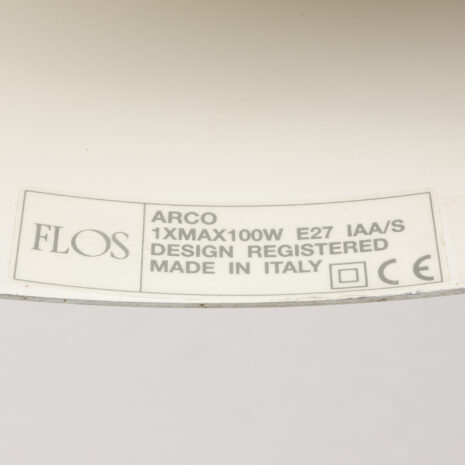 FLOS
ARCO
1XMAX100W E27 IAA/S
DESIGN REGISTERED
MADE IN ITALY CE